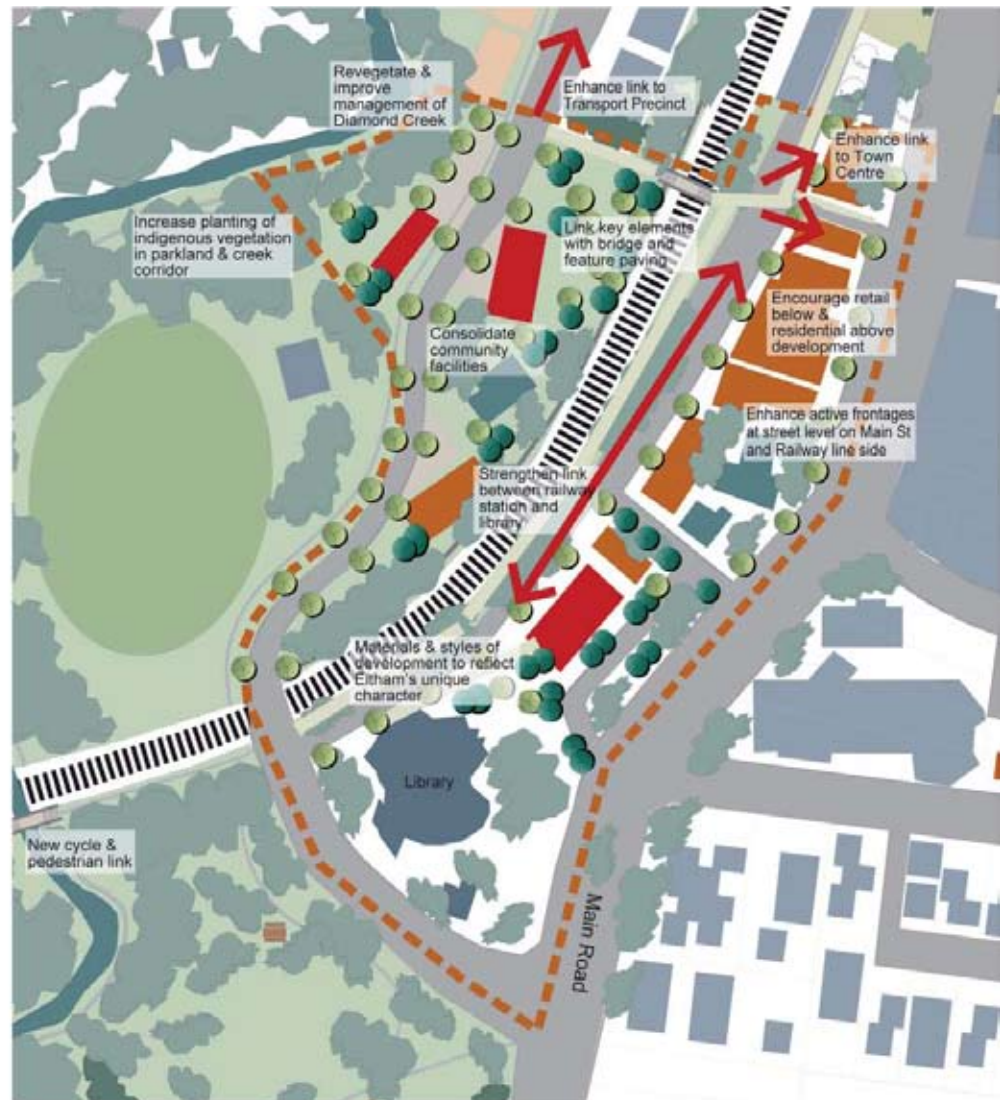 Revegetate &
improve
management of
Diamond Creek
Enhance link to
Transport Precinct
Enhance link
to Town
Centre
Increase planting of
indigenous vegetation
in parkland & creek
corridor
Link key elements
with bridge and
feature paving
Encourage retail
below &
residential above
development
Consolidate
community
facilities
Enhance active frontages
at street level on Main St
and Railway line side
Strengthen link
between railway
station and
library
Materials & styles of
development to reflect
Eltham's unique
character
Library
New cycle &
pedestrian link
Main Road